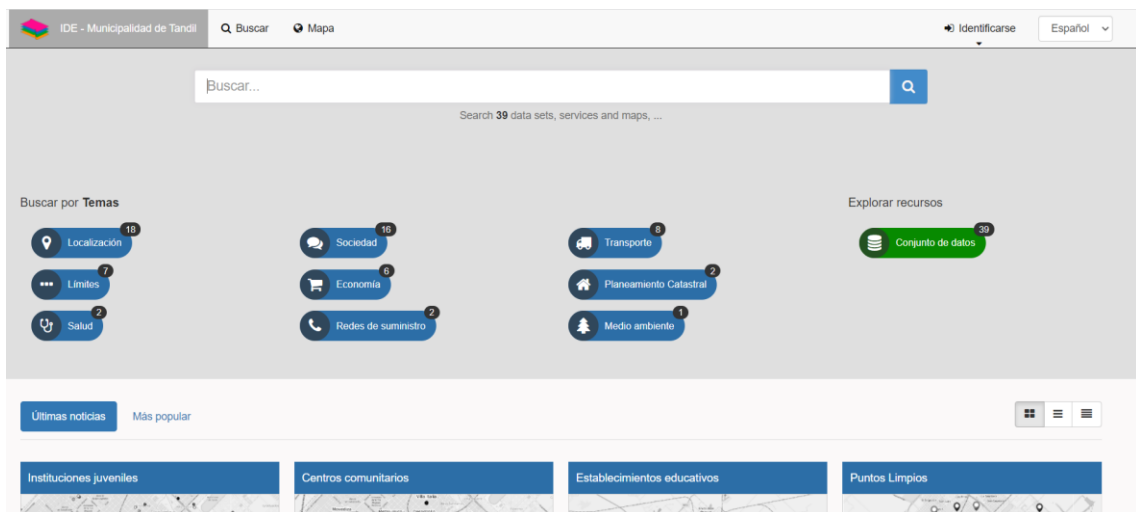 IDE - Municipalidad de Tandil Buscar Mapa Identificarse Español
Buscar...
Search 39 data sets, services and maps, ...
Buscar por Temas Explorar recursos
18 16 8 39
Localización Sociedad Transporte Conjunto de datos
7 6 2
Límites Economía Planeamiento Catastral
2 2 1
Salud Redes de suministro Medio ambiente
Últimas noticias Más popular
Instituciones juveniles Centros comunitarios Establecimientos educativos Puntos Limpios